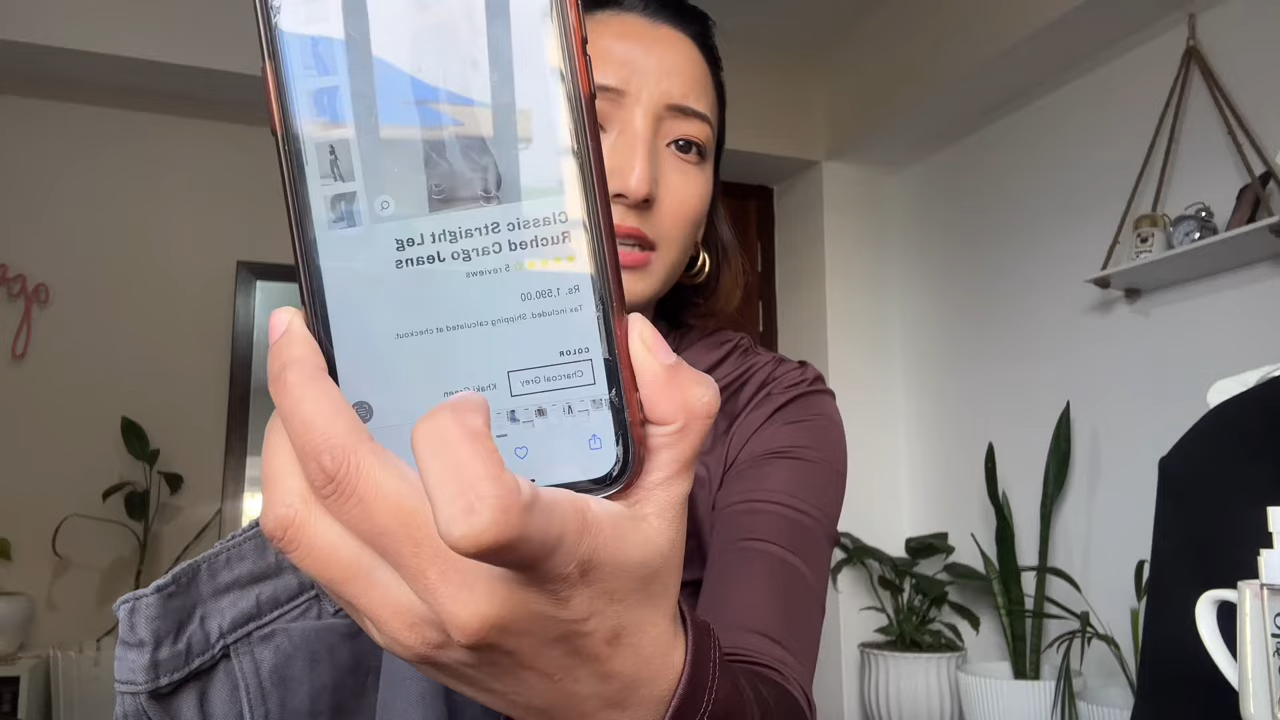 Classic Straight Leg
Ruched Cargo Jeans
5 reviews
Rs. 1,590.00
Tax included. Shipping calculated at checkout.
COLOR
Charcoal Grey
Khaki Green
go